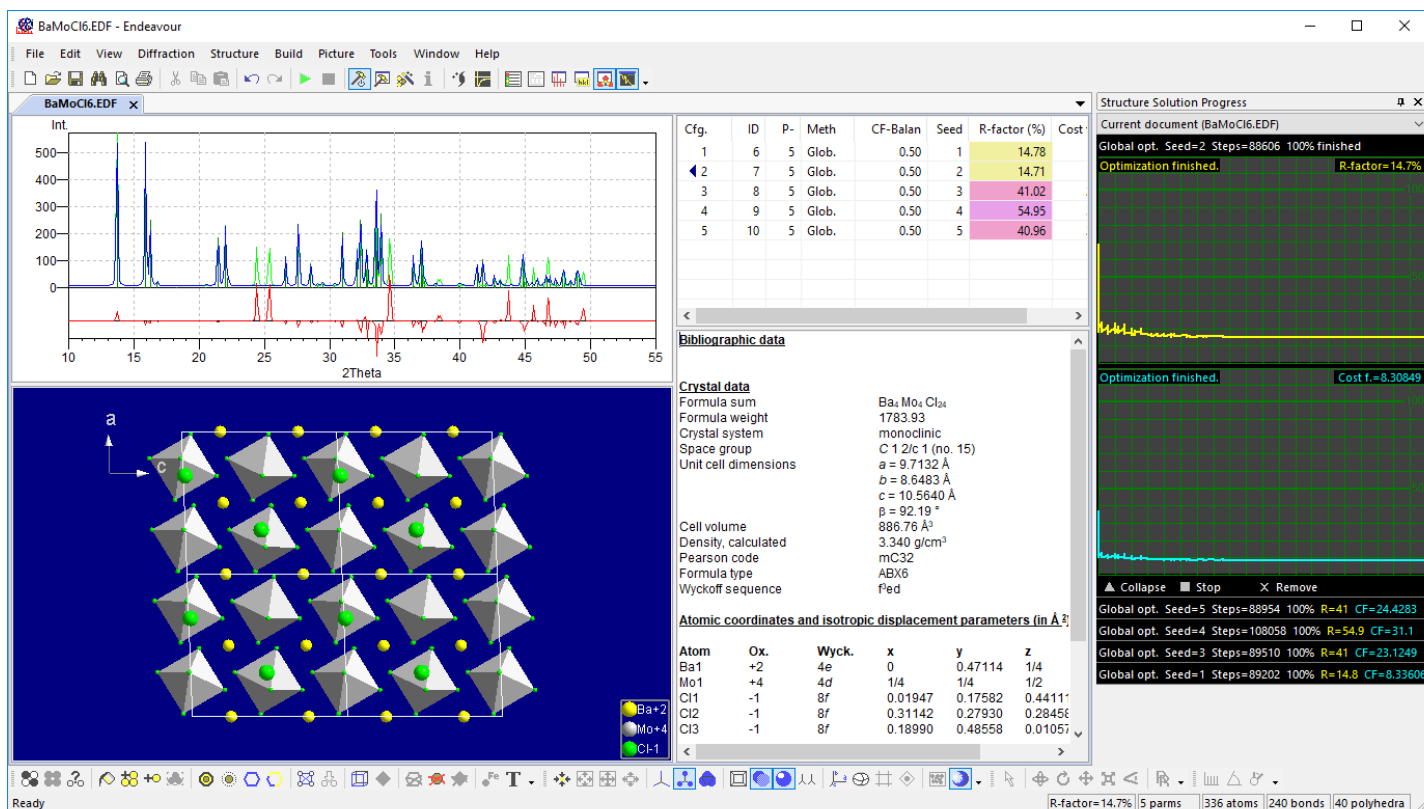 BaMoCl6.EDF - Endeavour
File Edit View Diffraction Structure Build Picture Tools Window Help
BaMoCl6.EDF x
Int.
500
400
300
200
100
0
10 15 20 25 30 35 40 45 50 55
2Theta
Cfg. ID P- Meth CF-Balan Seed R-factor (%) Cost
1 6 5 Glob. 0.50 1 14.78
2 7 5 Glob. 0.50 2 14.71
3 8 5 Glob. 0.50 3 41.02
4 9 5 Glob. 0.50 4 54.95
5 10 5 Glob. 0.50 5 40.96
Bibliographic data
Crystal data
Formula sum Ba4 Mo4 Cl24
Formula weight 1783.93
Crystal system monoclinic
Space group C 1 2/c 1 (no. 15)
Unit cell dimensions a = 9.7132 Å
b = 8.6483 Å
c = 10.5640 Å
β = 92.19 °
Cell volume 886.76 Å3
Density, calculated 3.340 g/cm3
Pearson code mC32
Formula type ABX6
Wyckoff sequence f3ed
Atomic coordinates and isotropic displacement parameters (in Å2)
Atom Ox. Wyck. x y z
Ba1 +2 4e 0 0.47114 1/4
Mo1 +4 4d 1/4 1/4 1/2
Cl1 -1 8f 0.01947 0.17582 0.44111
Cl2 -1 8f 0.31142 0.27930 0.28458
Cl3 -1 8f 0.18990 0.48558 0.01057
a
c
Ba+2
Mo+4
Cl-1
Structure Solution Progress
Current document (BaMoCl6.EDF)
Global opt. Seed=2 Steps=88606 100% finished
Optimization finished. R-factor=14.7%
100
50
Optimization finished. Cost f.=8.30849
100
50
Collapse Stop X Remove
Global opt. Seed=5 Steps=88954 100% R=41 CF=24.4283
Global opt. Seed=4 Steps=108058 100% R=54.9 CF=31.1
Global opt. Seed=3 Steps=89510 100% R=41 CF=23.1249
Global opt. Seed=1 Steps=89202 100% R=14.8 CF=8.33606
Ready
R-factor=14.7% 5 parms 336 atoms 240 bonds 40 polyhedra